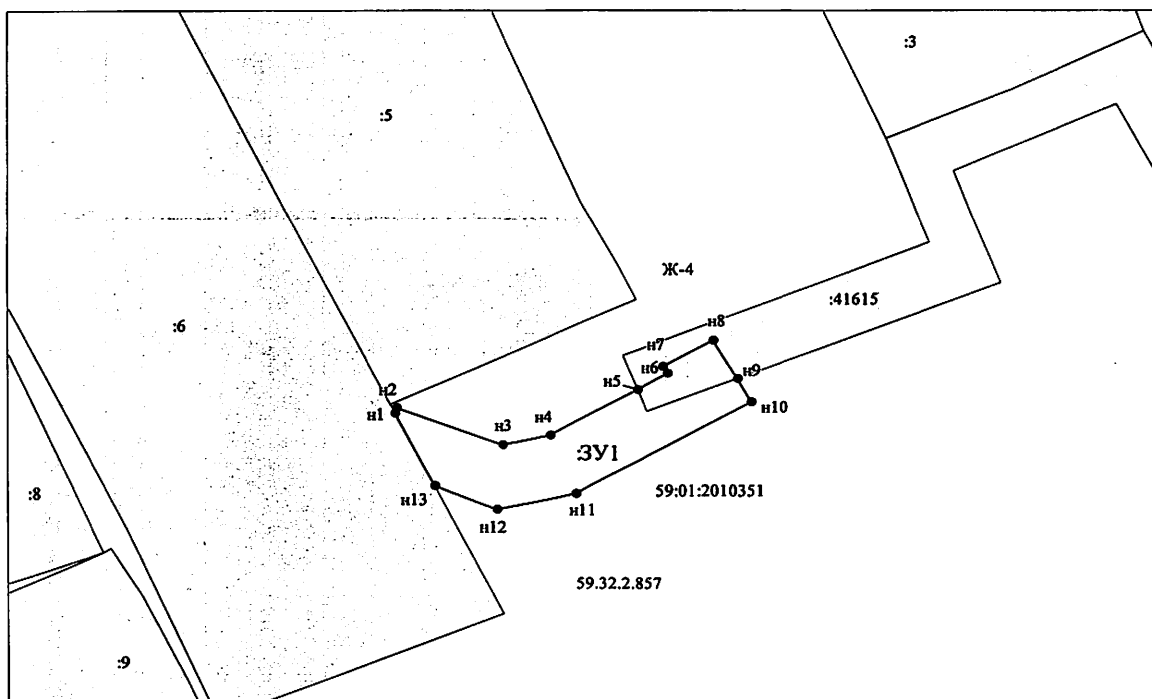 :3
:5
Ж-4
:41615
:6
н8
н7
н6
н9
н5
н2
н10
н1
н3
н4
:ЗУ1
59:01:2010351
:8
н13
н11
н12
59.32.2.857
:9